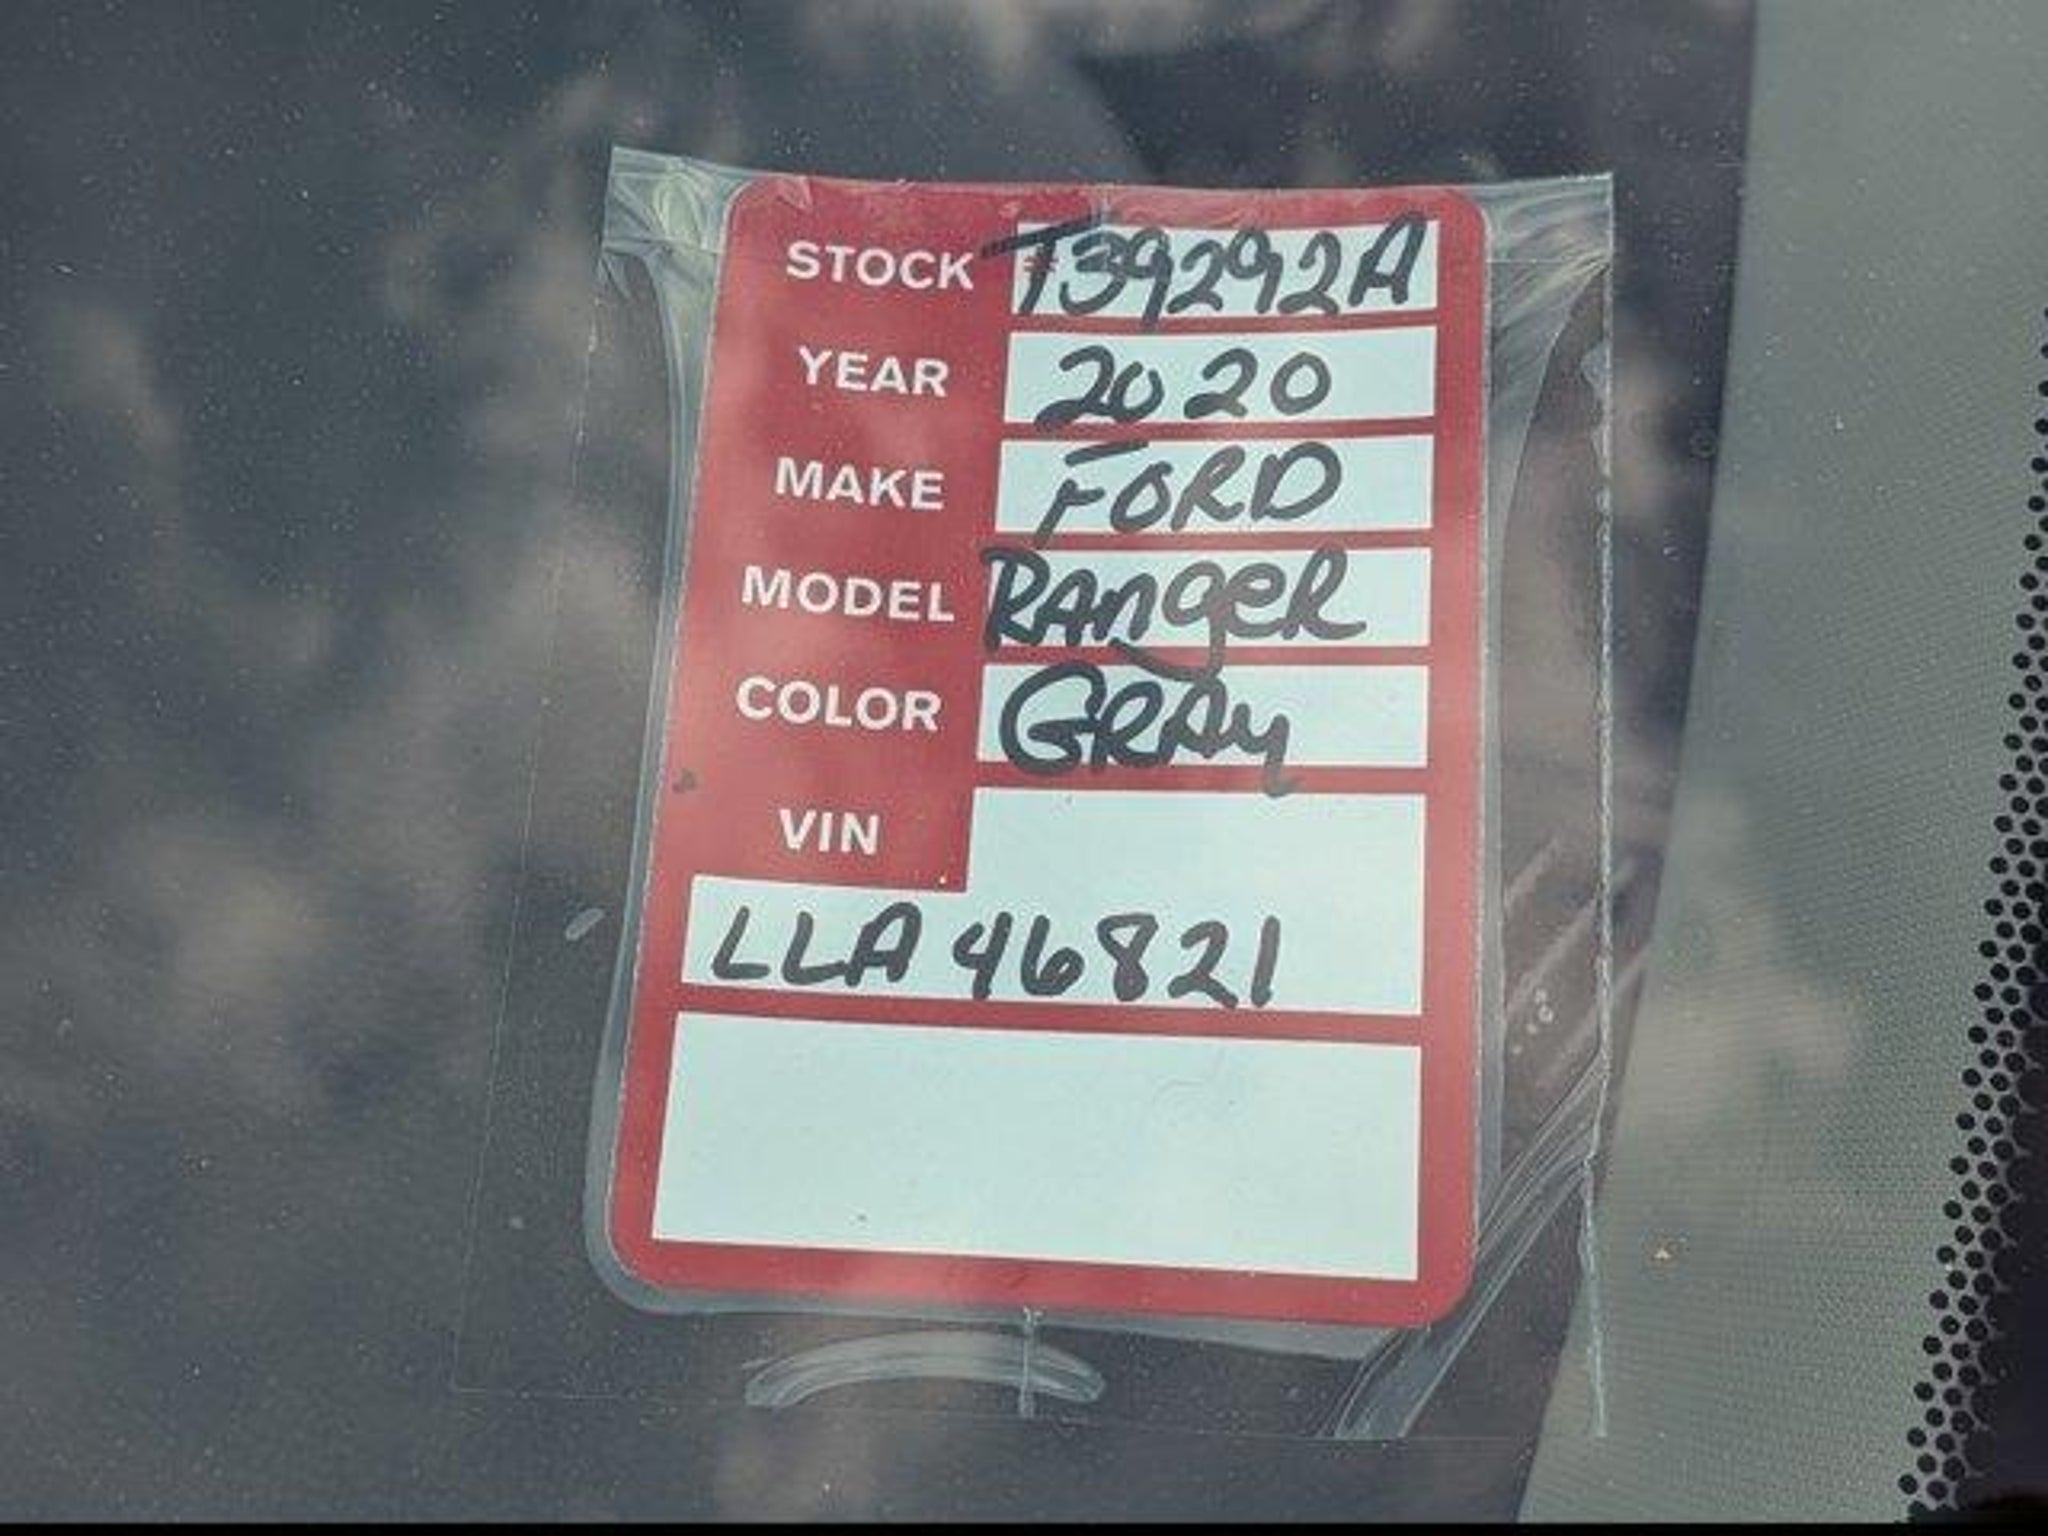 STOCK # T39292A
YEAR 2020
MAKE FORD
MODEL RAngeR
COLOR GRAy
VIN
LLA46821